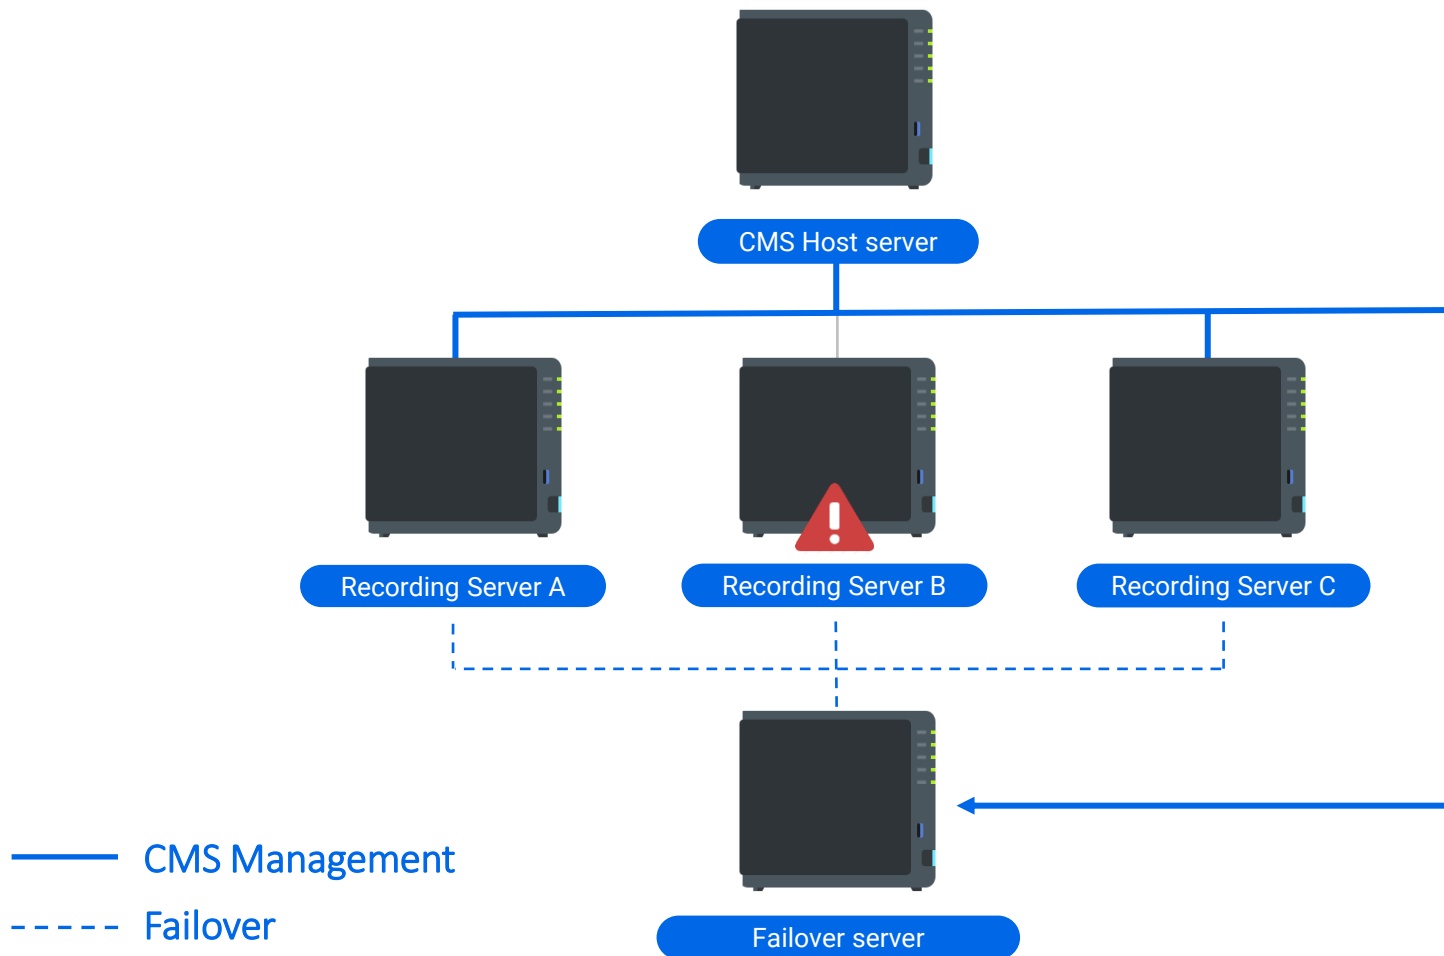 CMS Host server
Recording Server A
Recording Server B
Recording Server C
CMS Management
Failover
Failover server